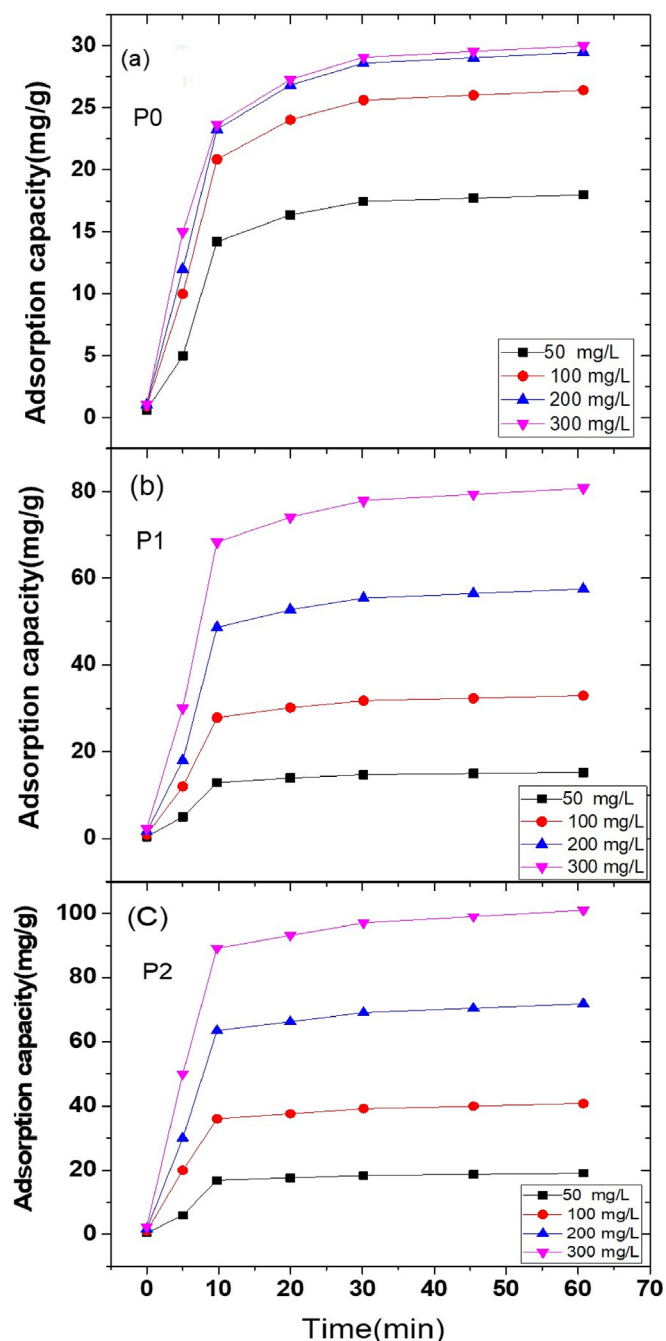 (a)
P0
Adsorption capacity(mg/g)
30
25
20
15
10
5
0
50 mg/L
100 mg/L
200 mg/L
300 mg/L
(b)
P1
Adsorption capacity(mg/g)
80
60
40
20
0
50 mg/L
100 mg/L
200 mg/L
300 mg/L
(C)
P2
Adsorption capacity(mg/g)
100
80
60
40
20
0
50 mg/L
100 mg/L
200 mg/L
300 mg/L
0 10 20 30 40 50 60 70
Time(min)